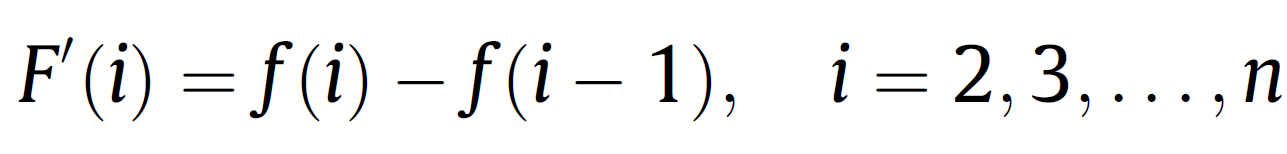 F′(i) = f(i) − f(i − 1), i = 2, 3, . . . , n